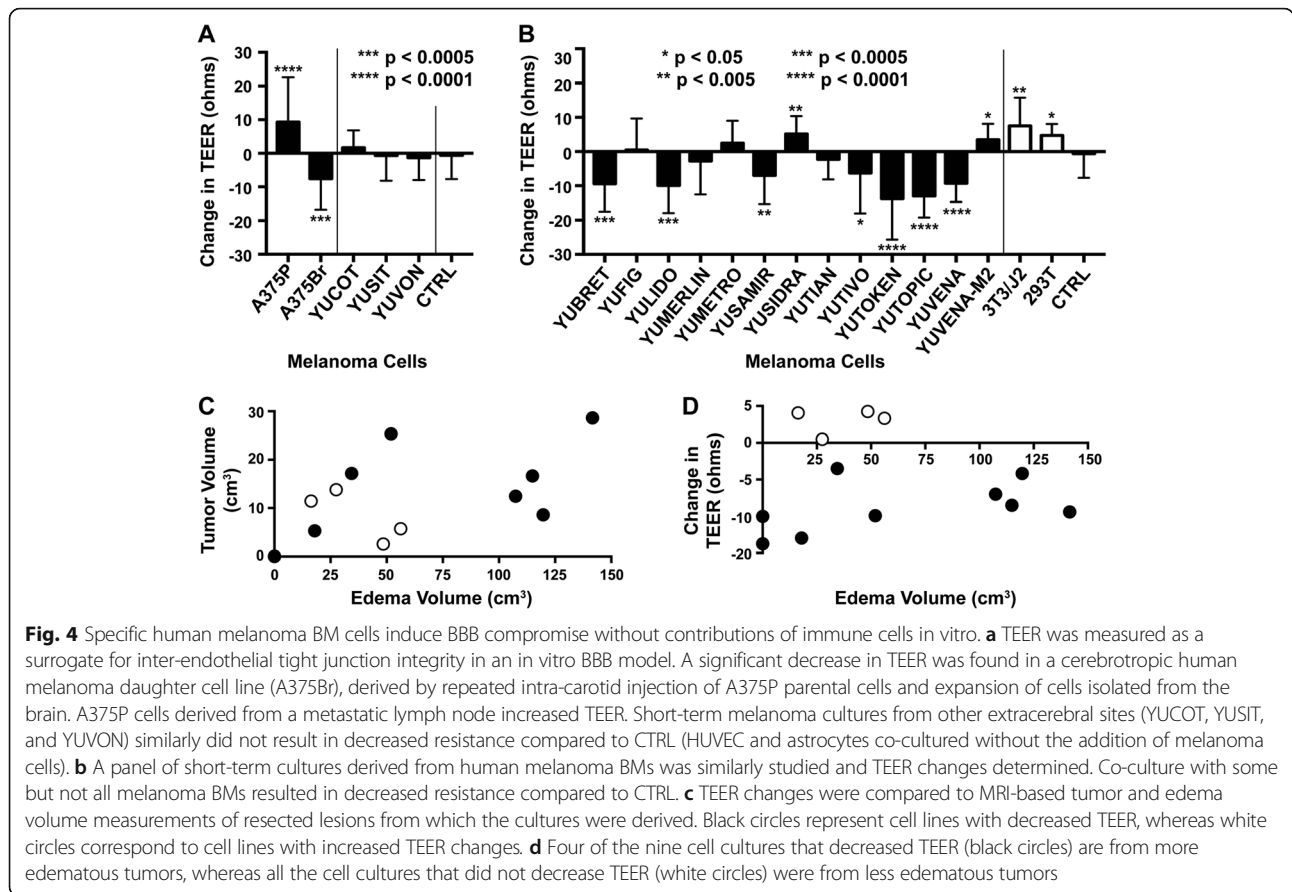 A
B
30
20
10
0
-10
-20
-30
Change in TEER (ohms)
*** p < 0.0005
**** p < 0.0001
****
***
A375P
A375Br
YUCOT
YUSIT
YUVON
CTRL
Melanoma Cells
30
20
10
0
-10
-20
-30
Change in TEER (ohms)
* p < 0.05
** p < 0.005
*** p < 0.0005
**** p < 0.0001
***
***
**
**
*
****
****
****
*
**
*
YUBRET
YUFIG
YULIDO
YUMERLIN
YUMETRO
YUSAMIR
YUSIDRA
YUTIAN
YUTIVO
YUTOKEN
YUTOPIC
YUVENA
YUVENA-M2
3T3/J2
293T
CTRL
Melanoma Cells
C
Tumor Volume
(cm³)
30
20
10
0
0
25
50
75
100
125
150
Edema Volume (cm³)
D
Change in
TEER (ohms)
5
0
-5
-10
-20
25
50
75
100
125
150
Edema Volume (cm³)
Fig. 4 Specific human melanoma BM cells induce BBB compromise without contributions of immune cells in vitro. a TEER was measured as a
surrogate for inter-endothelial tight junction integrity in an in vitro BBB model. A significant decrease in TEER was found in a cerebrotropic human
melanoma daughter cell line (A375Br), derived by repeated intra-carotid injection of A375P parental cells and expansion of cells isolated from the
brain. A375P cells derived from a metastatic lymph node increased TEER. Short-term melanoma cultures from other extracerebral sites (YUCOT, YUSIT,
and YUVON) similarly did not result in decreased resistance compared to CTRL (HUVEC and astrocytes co-cultured without the addition of melanoma
cells). b A panel of short-term cultures derived from human melanoma BMs was similarly studied and TEER changes determined. Co-culture with some
but not all melanoma BMs resulted in decreased resistance compared to CTRL. c TEER changes were compared to MRI-based tumor and edema
volume measurements of resected lesions from which the cultures were derived. Black circles represent cell lines with decreased TEER, whereas white
circles correspond to cell lines with increased TEER changes. d Four of the nine cell cultures that decreased TEER (black circles) are from more
edematous tumors, whereas all the cell cultures that did not decrease TEER (white circles) were from less edematous tumors